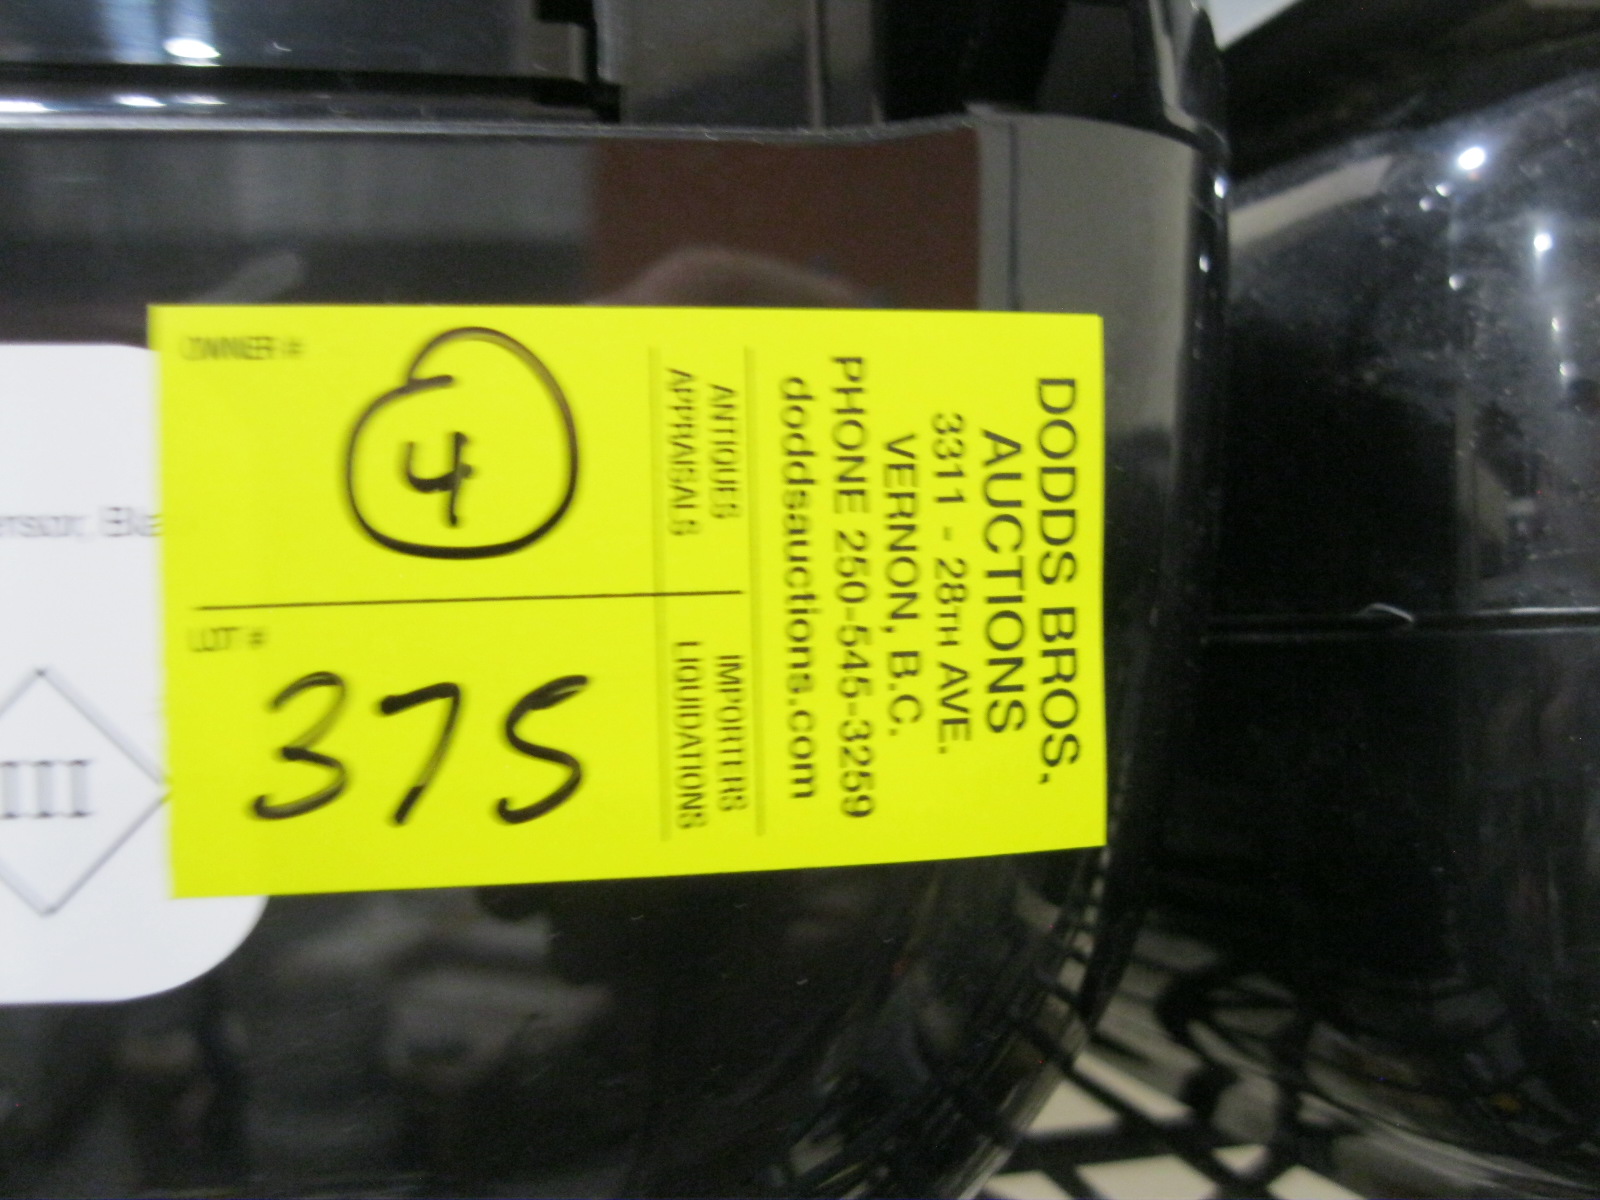 DODDS BROS.
AUCTIONS
3311 - 28TH AVE.
VERNON, B.C.
PHONE 250-545-3259
doddsauctions.com
ANTIQUES
APPRAISALS
IMPORTERS
LIQUIDATIONS
OWNER #
4
LOT #
375
III